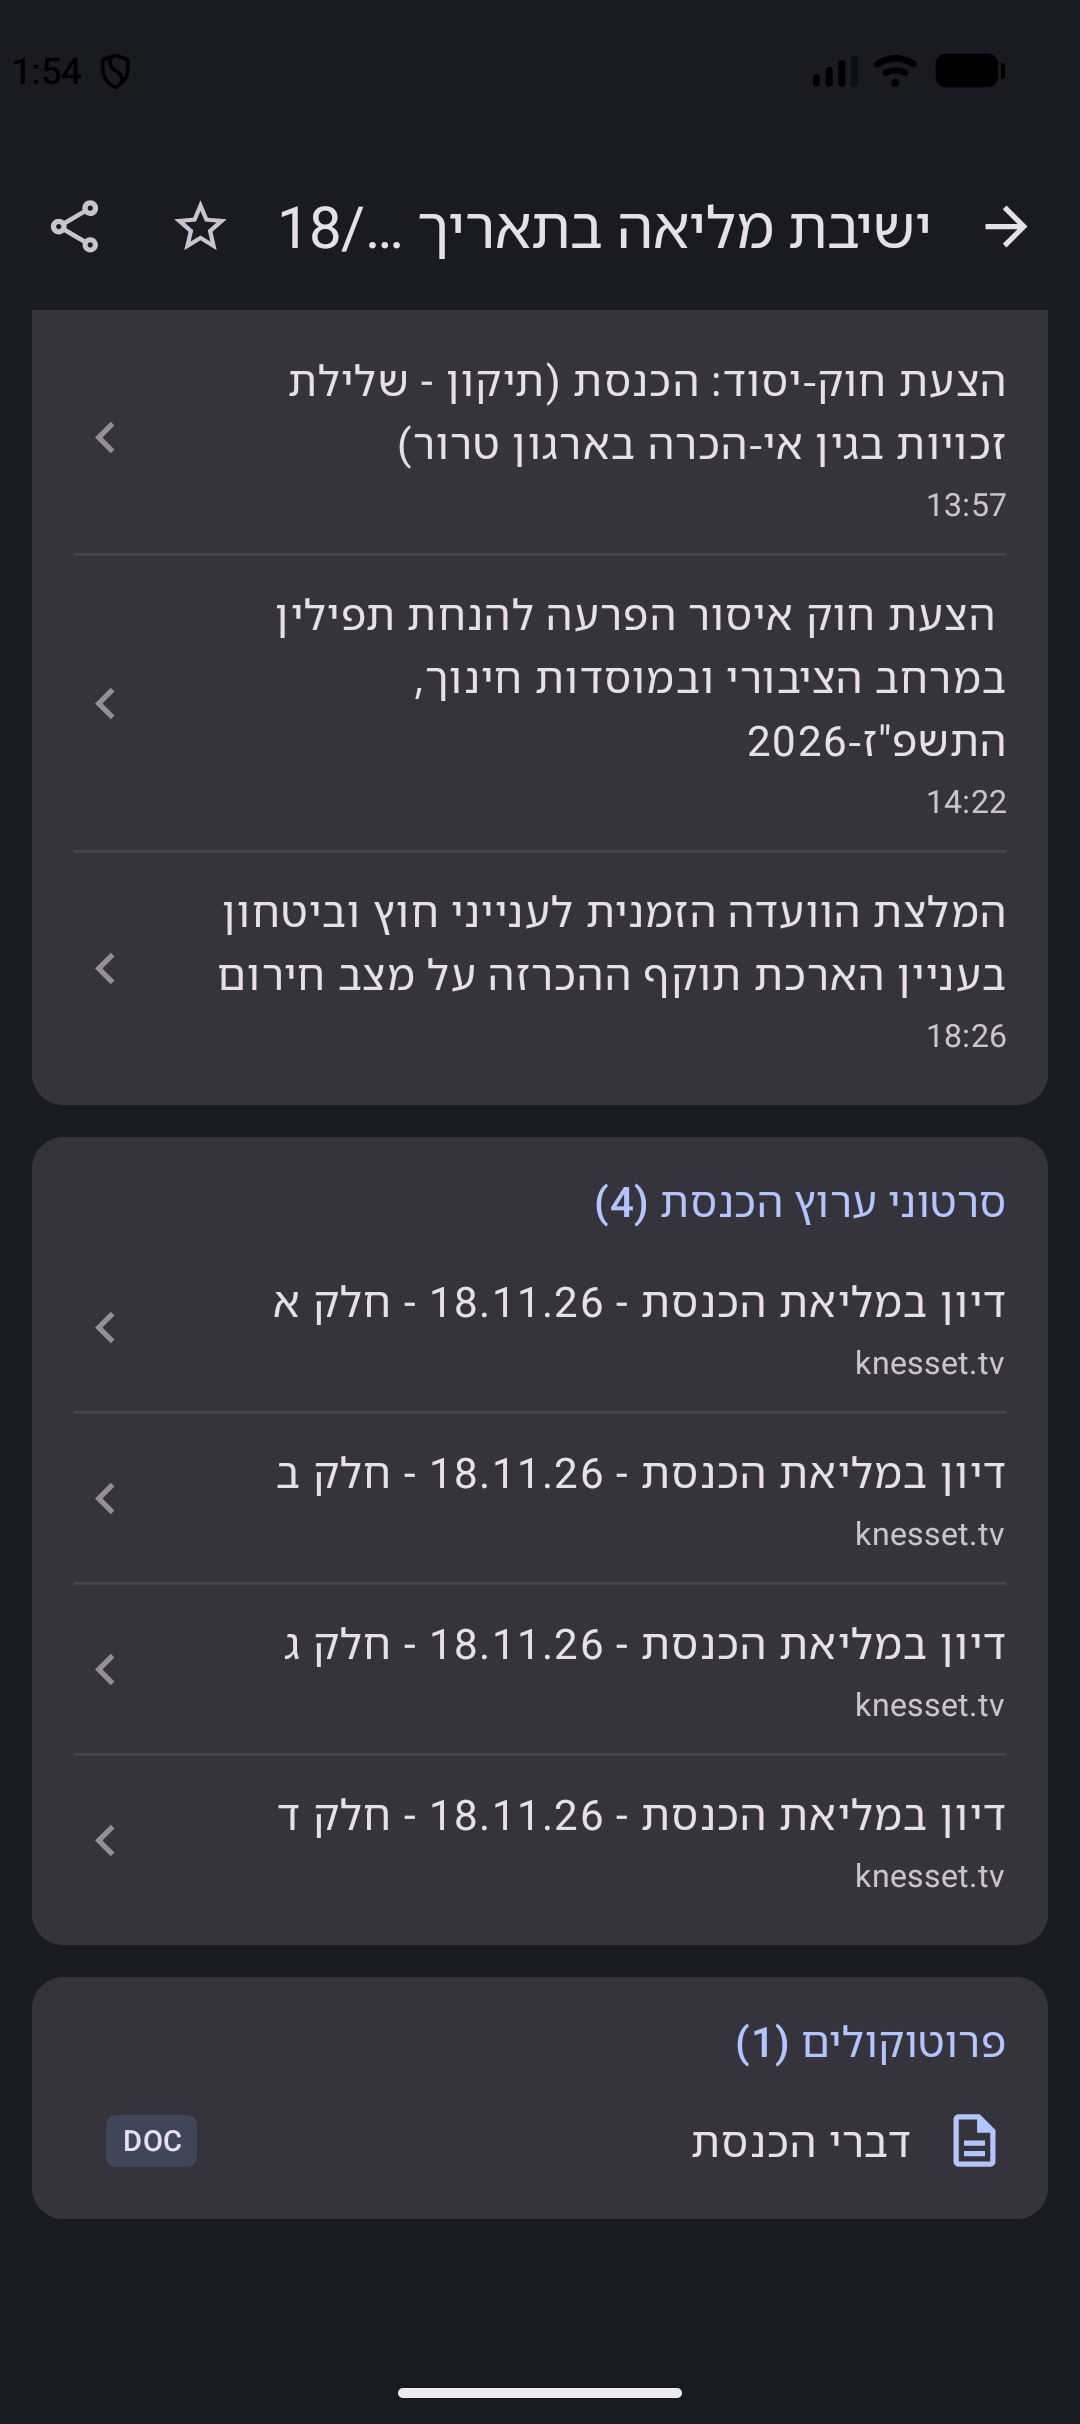 1:54
ישיבת מליאה בתאריך 18/...
הצעת חוק-יסוד: הכנסת (תיקון - שלילת
זכויות בגין אי-הכרה בארגון טרור)
13:57
הצעת חוק איסור הפרעה להנחת תפילין
במרחב הציבורי ובמוסדות חינוך,
התשפ"ז-2026
14:22
המלצת הוועדה הזמנית לענייני חוץ וביטחון
בעניין הארכת תוקף ההכרזה על מצב חירום
18:26
סרטוני ערוץ הכנסת (4)
דיון במליאת הכנסת - 18.11.26 - חלק א
knesset.tv
דיון במליאת הכנסת - 18.11.26 - חלק ב
knesset.tv
דיון במליאת הכנסת - 18.11.26 - חלק ג
knesset.tv
דיון במליאת הכנסת - 18.11.26 - חלק ד
knesset.tv
פרוטוקולים (1)
דברי הכנסת
DOC